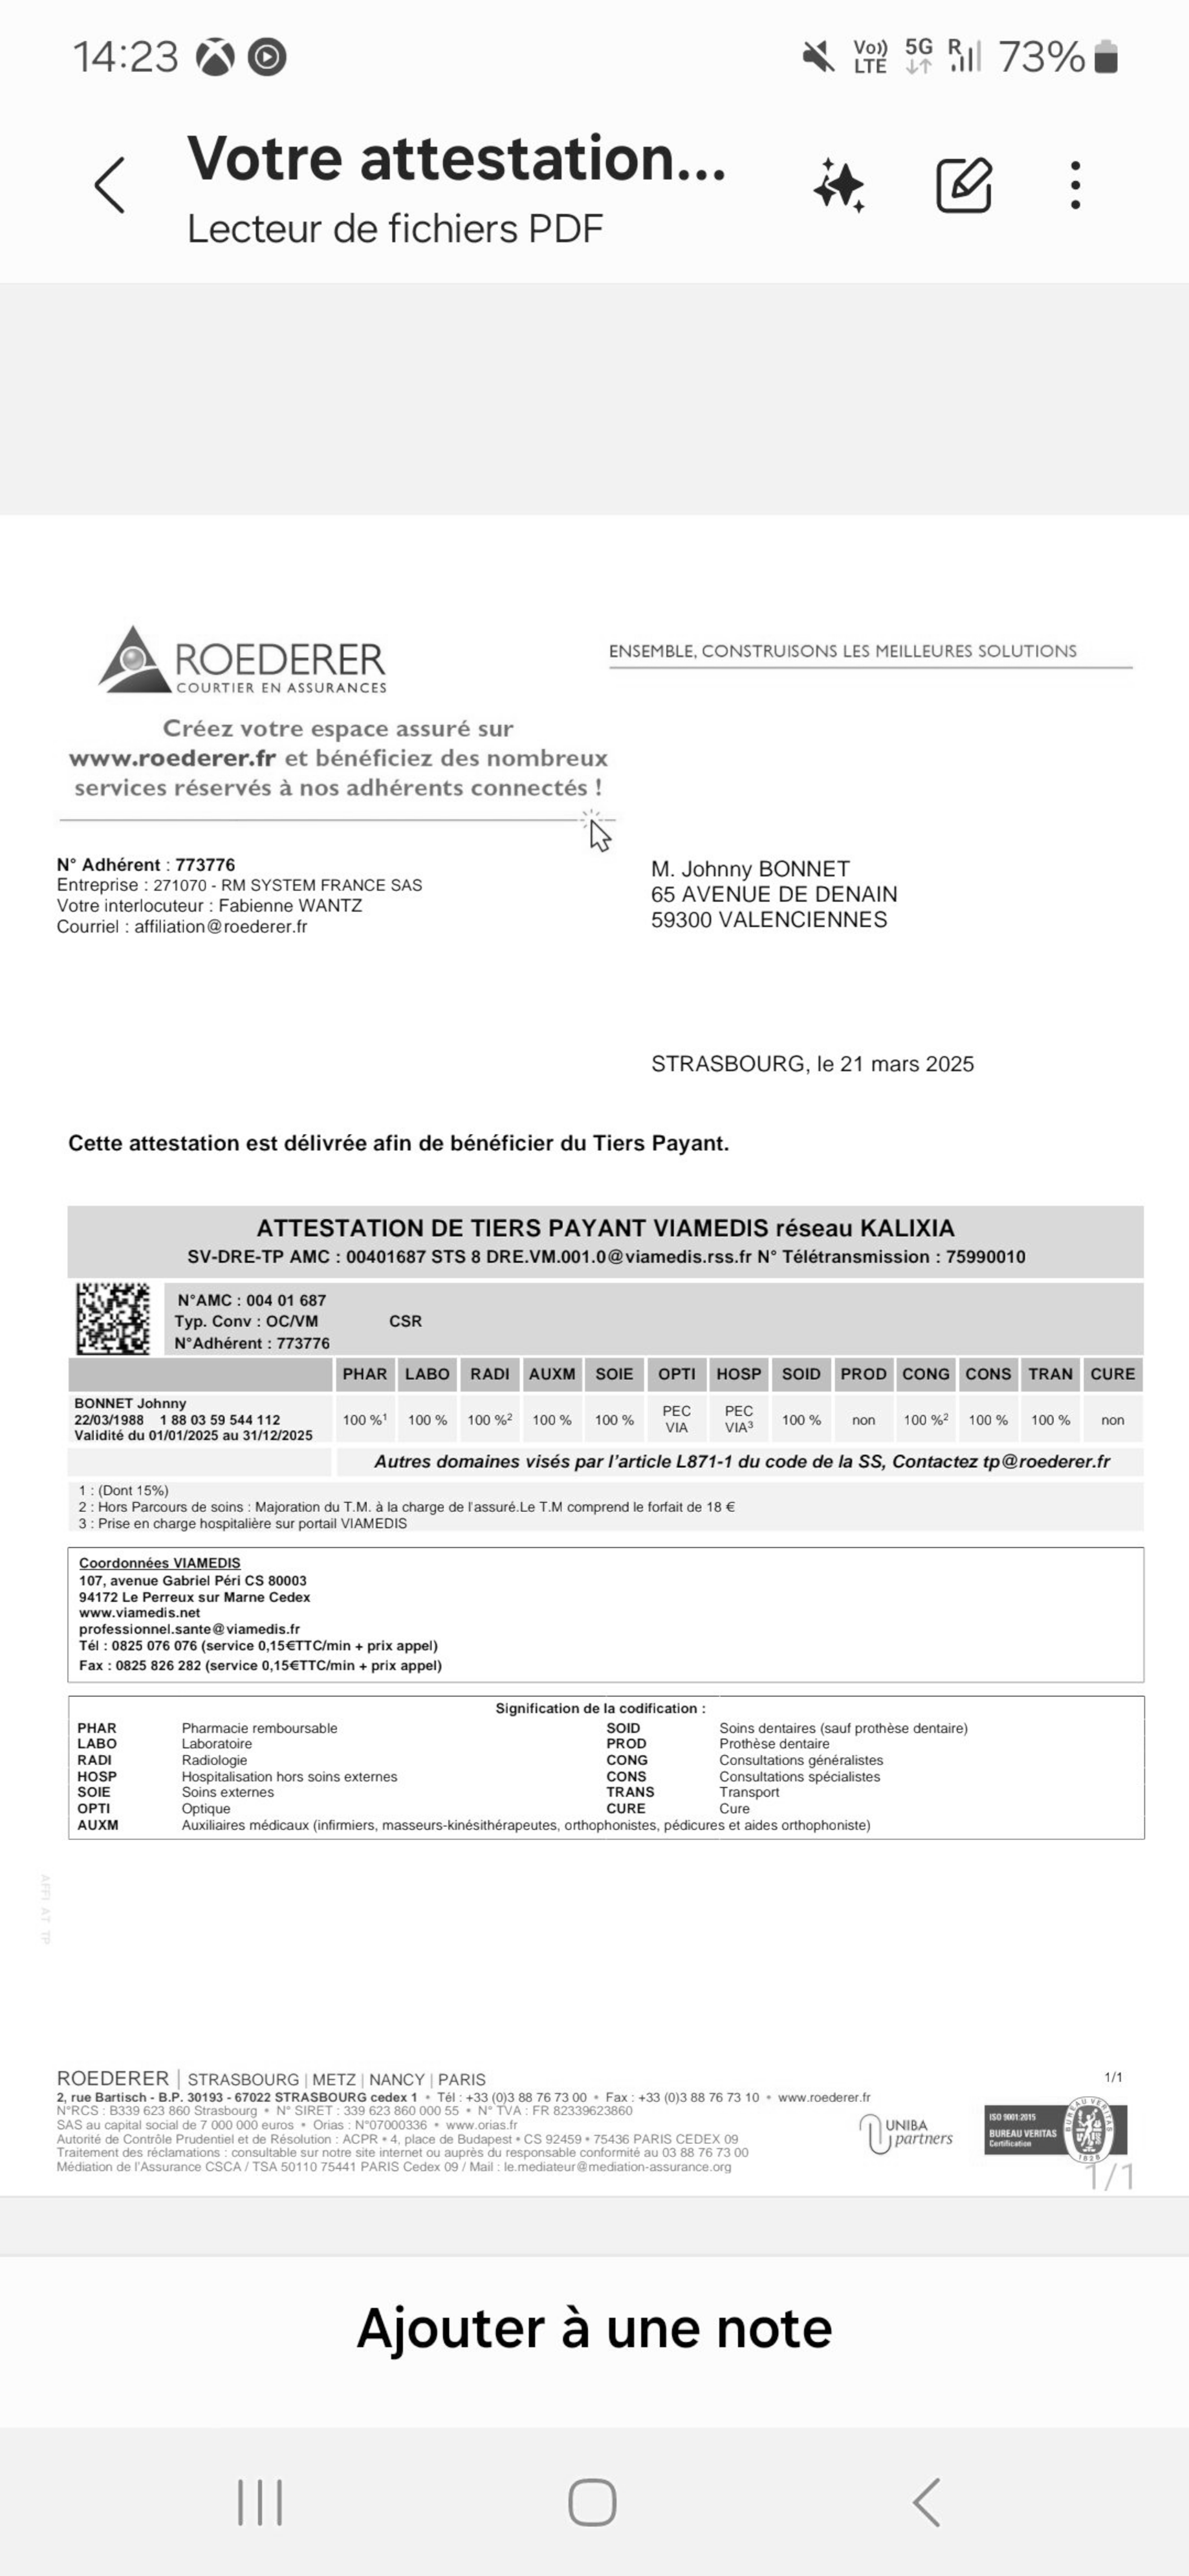 14:23
Vo)) LTE 5G R 73%
Votre attestation...
Lecteur de fichiers PDF
ROEDERER
COURTIER EN ASSURANCES
ENSEMBLE, CONSTRUISONS LES MEILLEURES SOLUTIONS
Créez votre espace assuré sur
www.roederer.fr et bénéficiez des nombreux
services réservés à nos adhérents connectés !
N° Adhérent : 773776
Entreprise : 271070 - RM SYSTEM FRANCE SAS
Votre interlocuteur : Fabienne WANTZ
Courriel : affiliation@roederer.fr
M. Johnny BONNET
65 AVENUE DE DENAIN
59300 VALENCIENNES
STRASBOURG, le 21 mars 2025
Cette attestation est délivrée afin de bénéficier du Tiers Payant.
ATTESTATION DE TIERS PAYANT VIAMEDIS réseau KALIXIA
SV-DRE-TP AMC : 00401687 STS 8 DRE.VM.001.0@viamedis.rss.fr N° Télétransmission : 75990010
N°AMC : 004 01 687
Typ. Conv : OC/VM CSR
N°Adhérent : 773776
PHAR LABO RADI AUXM SOIE OPTI HOSP SOID PROD CONG CONS TRAN CURE
BONNET Johnny
22/03/1988 1 88 03 59 544 112
Validité du 01/01/2025 au 31/12/2025
100 %¹ 100 % 100 %² 100 % 100 % PEC VIA PEC VIA³ 100 % non 100 %² 100 % 100 % non
Autres domaines visés par l'article L871-1 du code de la SS, Contactez tp@roederer.fr
1 : (Dont 15%)
2 : Hors Parcours de soins : Majoration du T.M. à la charge de l'assuré.Le T.M comprend le forfait de 18 €
3 : Prise en charge hospitalière sur portail VIAMEDIS
Coordonnées VIAMEDIS
107, avenue Gabriel Péri CS 80003
94172 Le Perreux sur Marne Cedex
www.viamedis.net
professionnel.sante@viamedis.fr
Tél : 0825 076 076 (service 0,15€TTC/min + prix appel)
Fax : 0825 826 282 (service 0,15€TTC/min + prix appel)
Signification de la codification :
PHAR Pharmacie remboursable SOID Soins dentaires (sauf prothèse dentaire)
LABO Laboratoire PROD Prothèse dentaire
RADI Radiologie CONG Consultations généralistes
HOSP Hospitalisation hors soins externes CONS Consultations spécialistes
SOIE Soins externes TRANS Transport
OPTI Optique CURE Cure
AUXM Auxiliaires médicaux (infirmiers, masseurs-kinésithérapeutes, orthophonistes, pédicures et aides orthophoniste)
AFFI AT TP
ROEDERER | STRASBOURG | METZ | NANCY | PARIS
1/1
2, rue Bartisch - B.P. 30193 - 67022 STRASBOURG cedex 1 • Tél : +33 (0)3 88 76 73 00 • Fax : +33 (0)3 88 76 73 10 • www.roederer.fr
N°RCS : B339 623 860 Strasbourg • N° SIRET : 339 623 860 000 55 • N° TVA : FR 82339623860
SAS au capital social de 7 000 000 euros • Orias : N°07000336 • www.orias.fr
Autorité de Contrôle Prudentiel et de Résolution : ACPR • 4, place de Budapest • CS 92459 • 75436 PARIS CEDEX 09
Traitement des réclamations : consultable sur notre site internet ou auprès du responsable conformité au 03 88 76 73 00
Médiation de l'Assurance CSCA / TSA 50110 75441 PARIS Cedex 09 / Mail : le.mediateur@mediation-assurance.org
UNIBA
partners
ISO 9001:2015
BUREAU VERITAS
Certification
BUREAU VERITAS
1828
1/1
Ajouter à une note